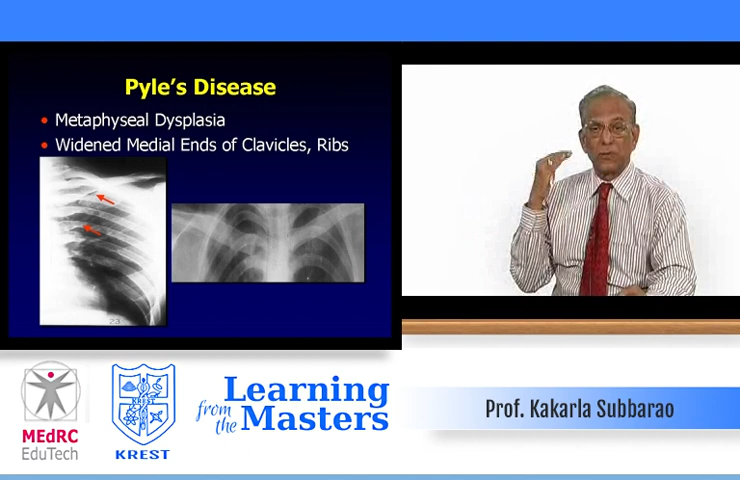 Pyle's Disease
• Metaphyseal Dysplasia
• Widened Medial Ends of Clavicles, Ribs
23
MEdRC
EduTech
KREST
KREST
Learning
from
the
Masters
Prof. Kakarla Subbarao